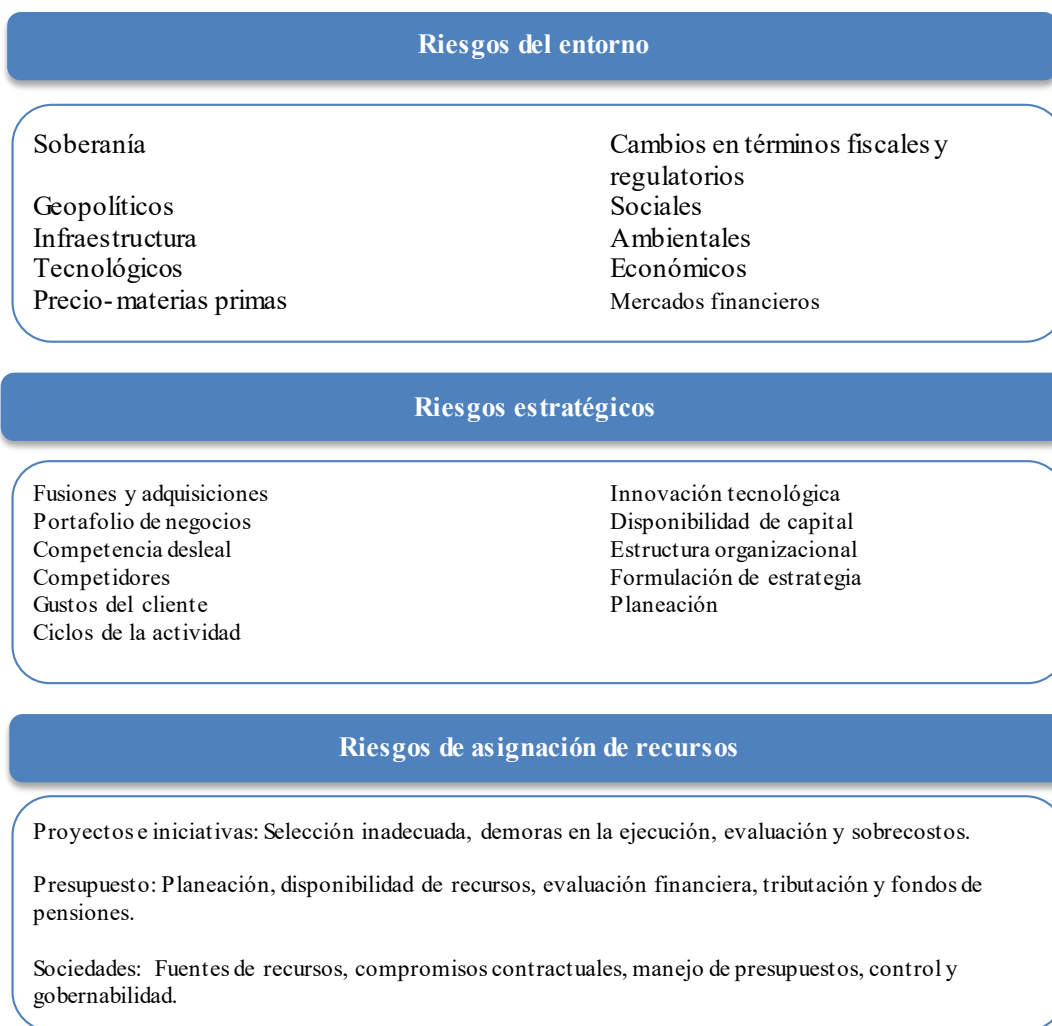 Riesgos del entorno
Soberanía
Cambios en términos fiscales y
regulatorios
Geopolíticos
Sociales
Infraestructura
Ambientales
Tecnológicos
Económicos
Precio- materias primas
Mercados financieros
Riesgos estratégicos
Fusiones y adquisiciones
Innovación tecnológica
Portafolio de negocios
Disponibilidad de capital
Competencia desleal
Estructura organizacional
Competidores
Formulación de estrategia
Gustos del cliente
Planeación
Ciclos de la actividad
Riesgos de asignación de recursos
Proyectos e iniciativas: Selección inadecuada, demoras en la ejecución, evaluación y sobrecostos.
Presupuesto: Planeación, disponibilidad de recursos, evaluación financiera, tributación y fondos de
pensiones.
Sociedades: Fuentes de recursos, compromisos contractuales, manejo de presupuestos, control y
gobernabilidad.